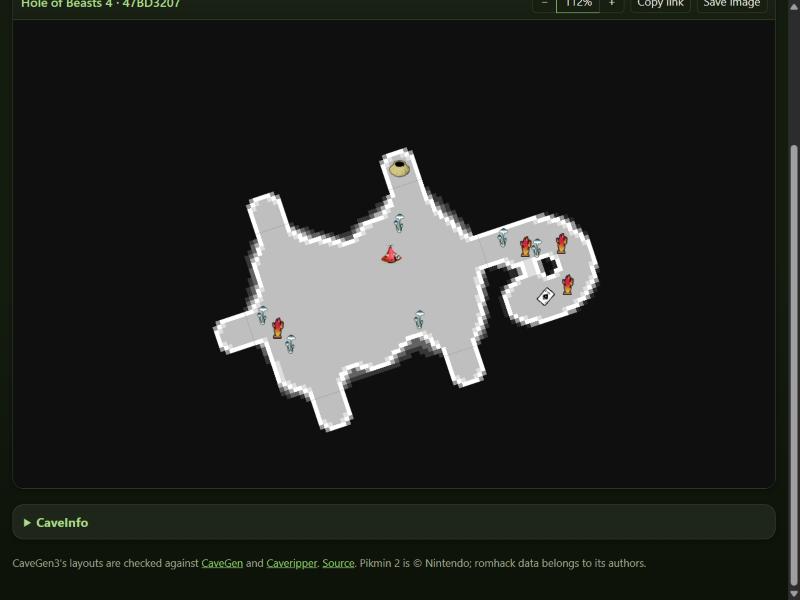 Hole of Beasts 4 · 47BD3207
− 112% + Copy link Save image
▶ CaveInfo
CaveGen3's layouts are checked against CaveGen and Caveripper. Source. Pikmin 2 is © Nintendo; romhack data belongs to its authors.